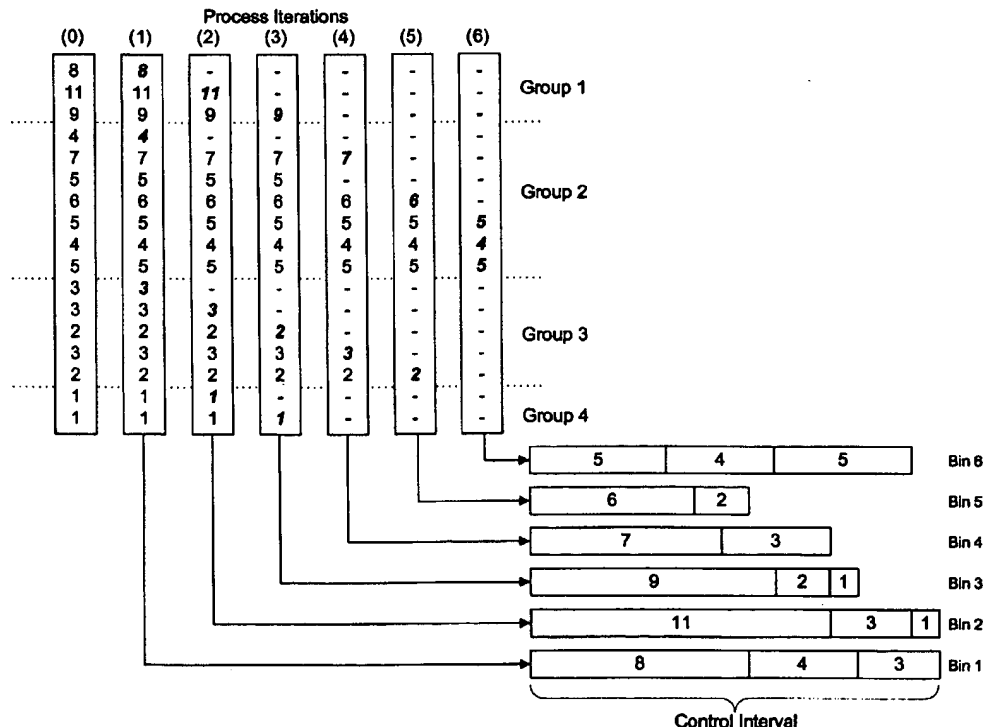 Process Iterations
(0) (1) (2) (3) (4) (5) (6)
8 8 - - - - -
11 11 11 - - - - Group 1
9 9 9 9 - - -
4 4 - - - - -
7 7 7 7 7 - -
5 5 5 5 - - -
6 6 6 6 6 6 - Group 2
5 5 5 5 5 5 5
4 4 4 4 4 4 4
5 5 5 5 5 5 5
3 3 - - - - -
3 3 3 - - - -
2 2 2 2 - - - Group 3
3 3 3 3 3 - -
2 2 2 2 2 2 -
1 1 1 - - - -
1 1 1 1 - - - Group 4
5 4 5 Bin 6
6 2 Bin 5
7 3 Bin 4
9 2 1 Bin 3
11 3 1 Bin 2
8 4 3 Bin 1
Control Interval